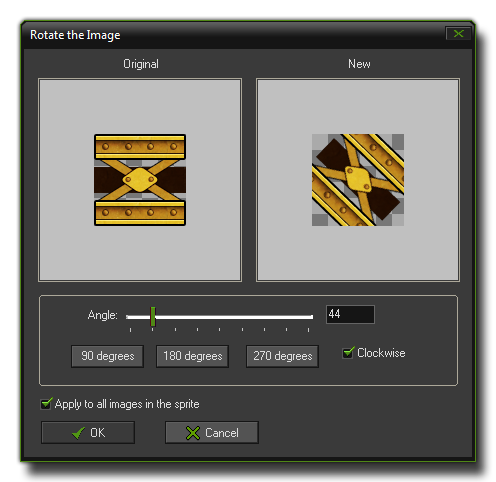 Rotate the Image
Original New
Angle: 44
90 degrees 180 degrees 270 degrees Clockwise
Apply to all images in the sprite
OK Cancel